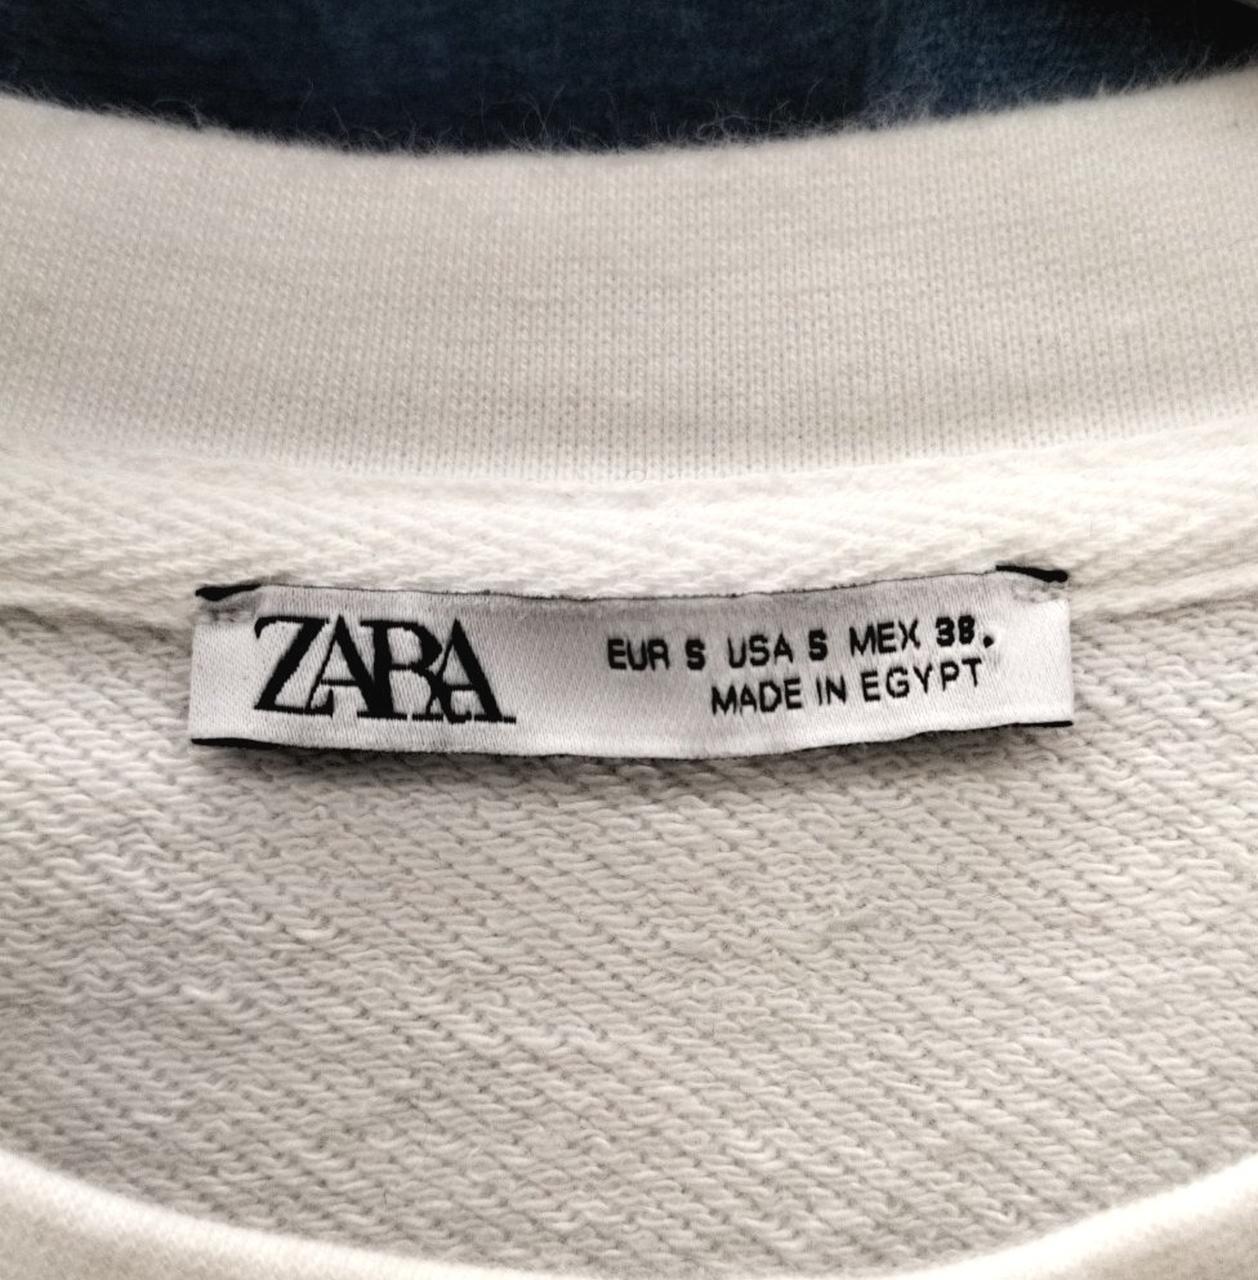 ZARA
EUR S USA S MEX 38.
MADE IN EGYPT